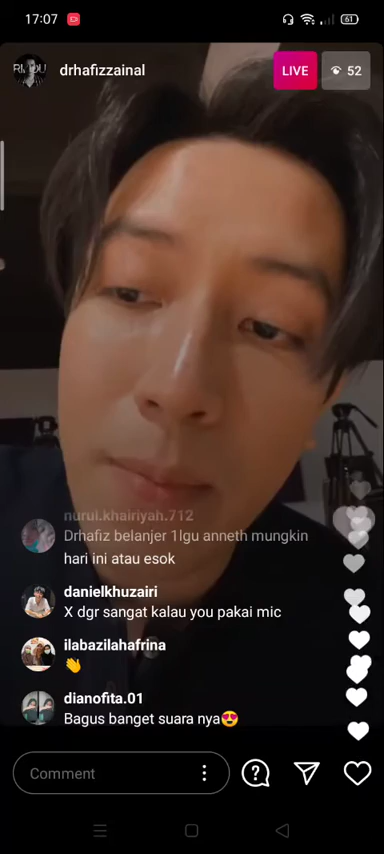 17:07
61
drhafizzainal
LIVE
52
nurul.khairiyah.712
Drhafiz belanjer 1lgu anneth mungkin
hari ini atau esok
danielkhuzairi
X dgr sangat kalau you pakai mic
ilabazilahafrina
👋
dianofita.01
Bagus banget suara nya😍
Comment